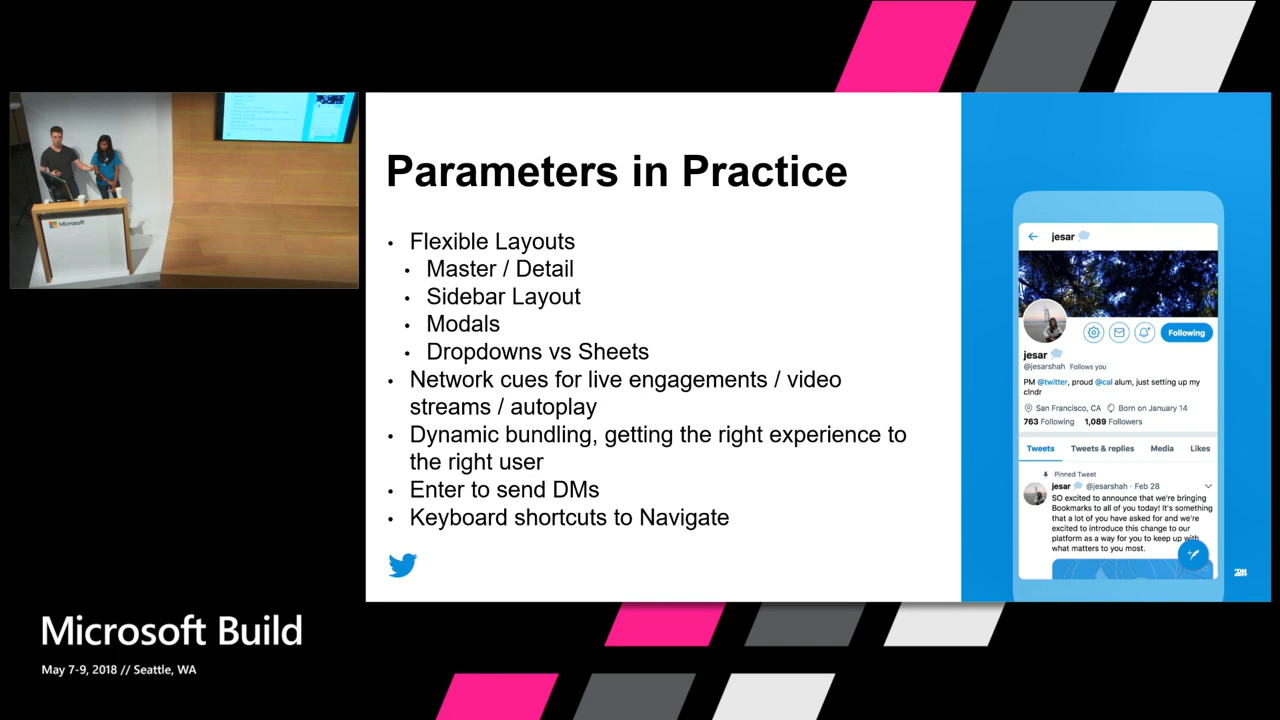 Microsoft
Parameters in Practice
• Flexible Layouts
• Master / Detail
• Sidebar Layout
• Modals
• Dropdowns vs Sheets
• Network cues for live engagements / video
streams / autoplay
• Dynamic bundling, getting the right experience to
the right user
• Enter to send DMs
• Keyboard shortcuts to Navigate
jesar
Following
jesar
@jesarshah Follows you
PM @twitter, proud @cal alum, just setting up my
clndr
San Francisco, CA Born on January 14
763 Following 1,089 Followers
Tweets Tweets & replies Media Likes
Pinned Tweet
jesar @jesarshah · Feb 28
SO excited to announce that we're bringing
Bookmarks to all of you today! It's something
that a lot of you have asked for and we're
excited to introduce this change to our
platform as a way for you to keep up with
what matters to you most.
Microsoft Build
May 7-9, 2018 // Seattle, WA